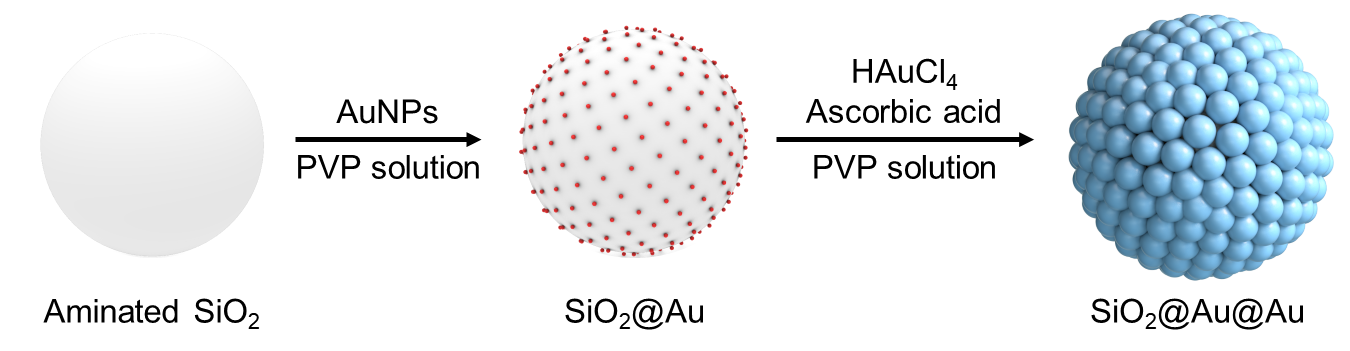 AuNPs
PVP solution
HAuCl₄
Ascorbic acid
PVP solution
Aminated SiO₂
SiO₂@Au
SiO₂@Au@Au